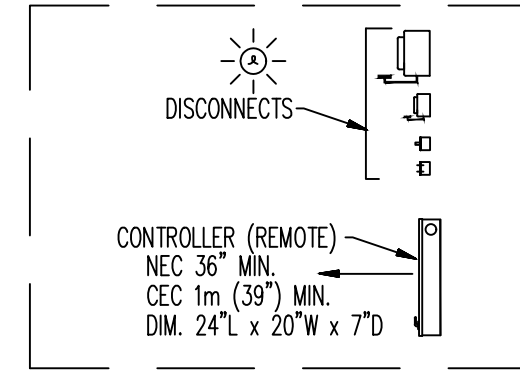 DISCONNECTS
CONTROLLER (REMOTE)
NEC 36" MIN.
CEC 1m (39") MIN.
DIM. 24"L x 20"W x 7"D